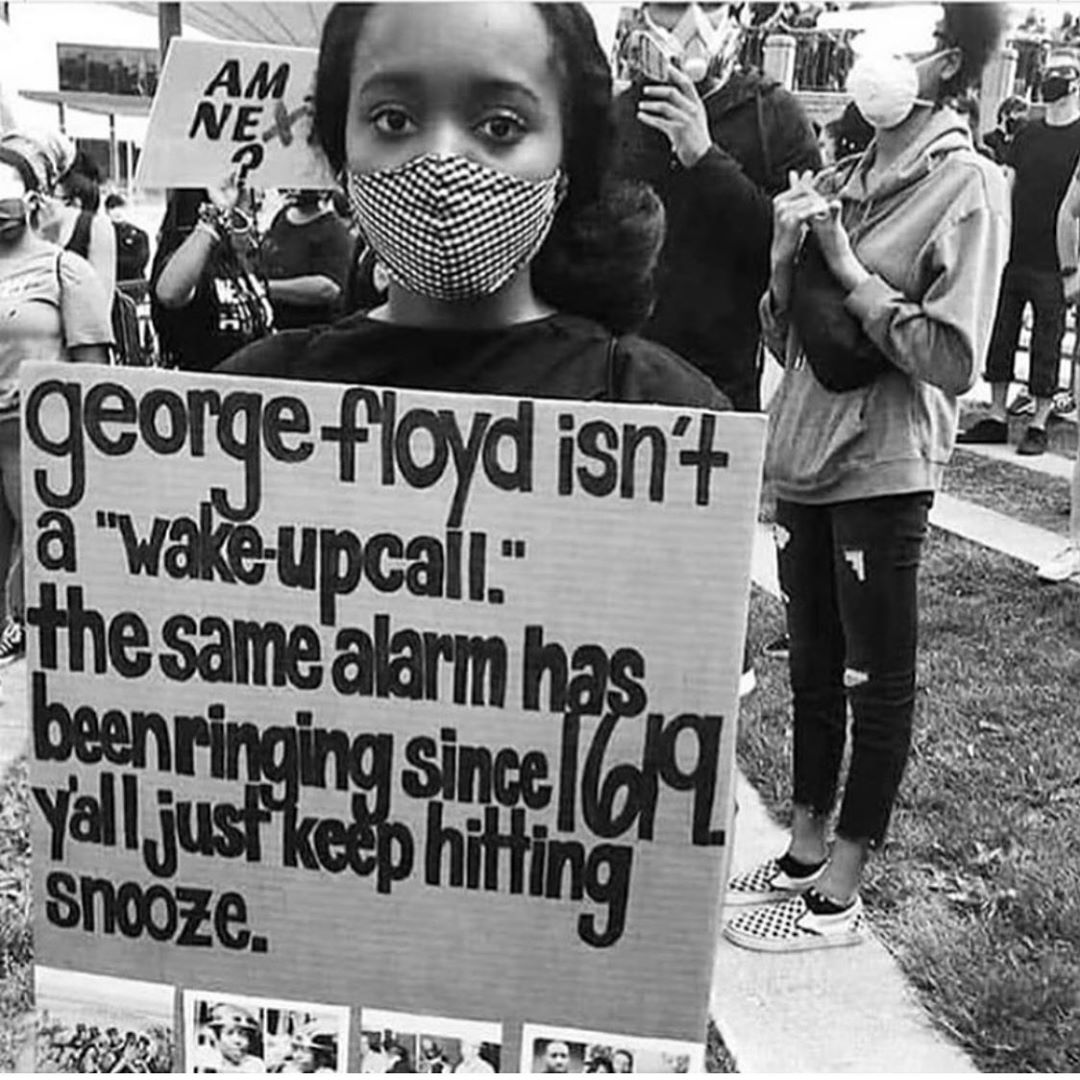 AM
NEX
?
george floyd isn't
a "wake-upcall."
the same alarm has
been ringing since 1619.
y'all just keep hitting
snooze.